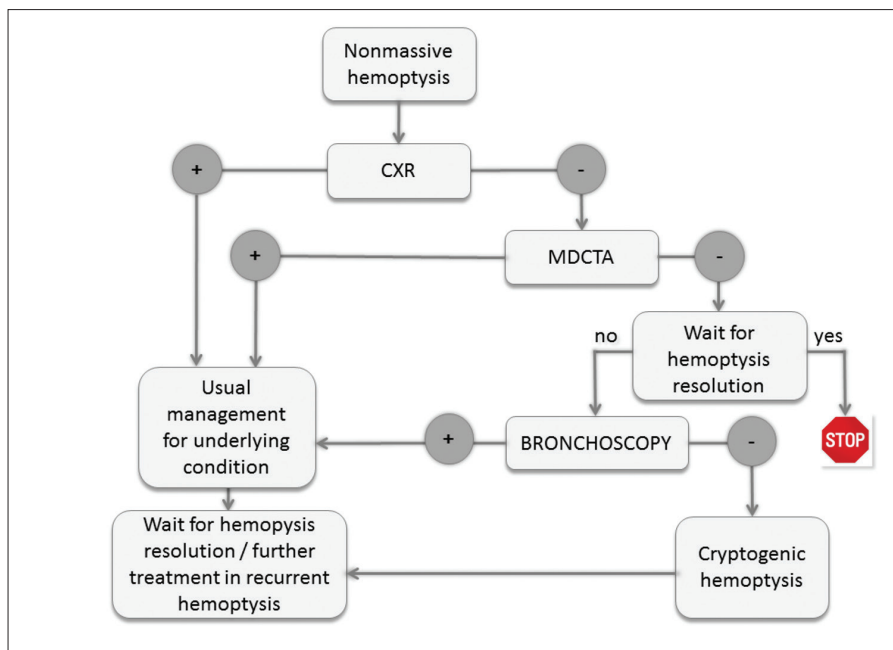 Nonmassive
hemoptysis
+
CXR
-
+
MDCTA
-
no
Wait for
hemoptysis
resolution
yes
Usual
management
for underlying
condition
+
BRONCHOSCOPY
-
STOP
Wait for hemopysis
resolution / further
treatment in recurrent
hemoptysis
Cryptogenic
hemoptysis